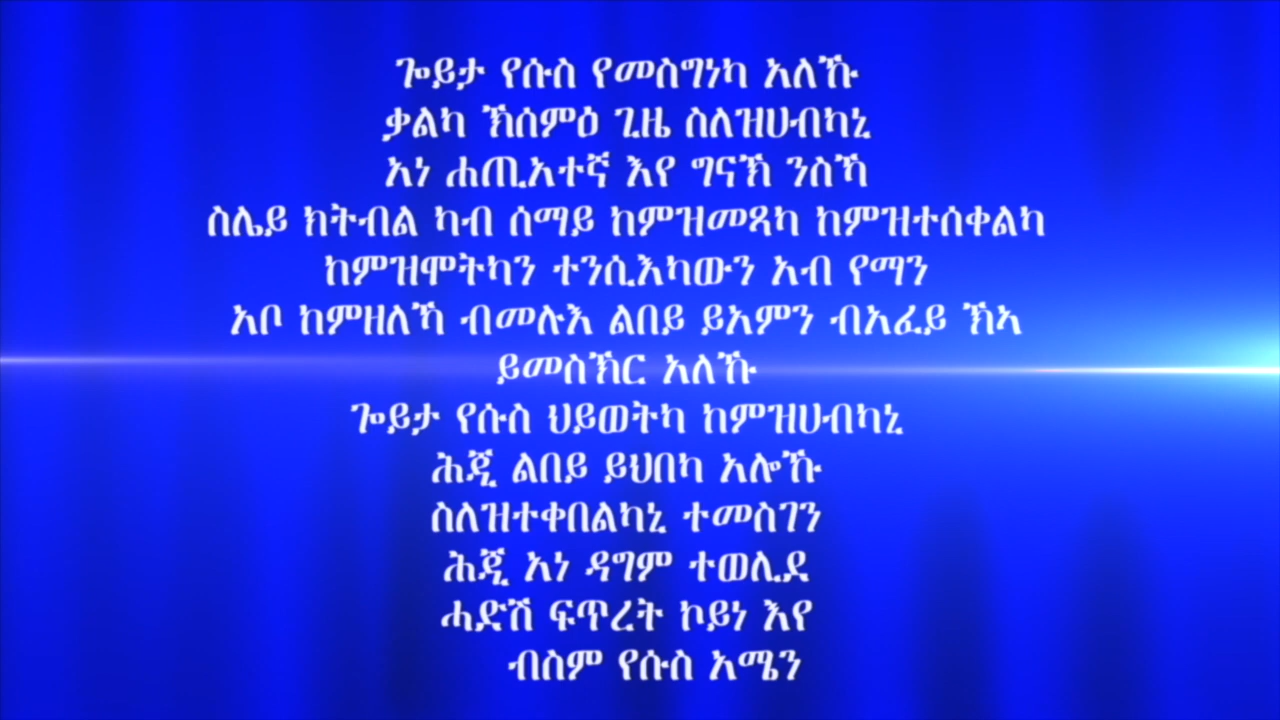 ጐይታ የሱስ የመስግነካ አለኹ
ቃልካ ኽሰምዕ ጊዜ ስለዝሀብካኒ
አነ ሐጢአተኛ እየ ግናኽ ንስኻ
ስሌይ ክትብል ካብ ሰማይ ከምዝመጻካ ከምዝተሰቀልካ
ከምዝሞትካን ተንሲእካውን አብ የማን
አቦ ከምዘለኻ ብመሉእ ልበይ ይአምን ብአፈይ ኽኣ
ይመስኽር አለኹ
ጐይታ የሱስ ህይወትካ ከምዝሀብካኒ
ሕጂ ልበይ ይህበካ አሎኹ
ስለዝተቀበልካኒ ተመስገን
ሕጂ አነ ዳግም ተወሊደ
ሓድሽ ፍጥረት ኮይነ እየ
ብስም የሱስ አሜን